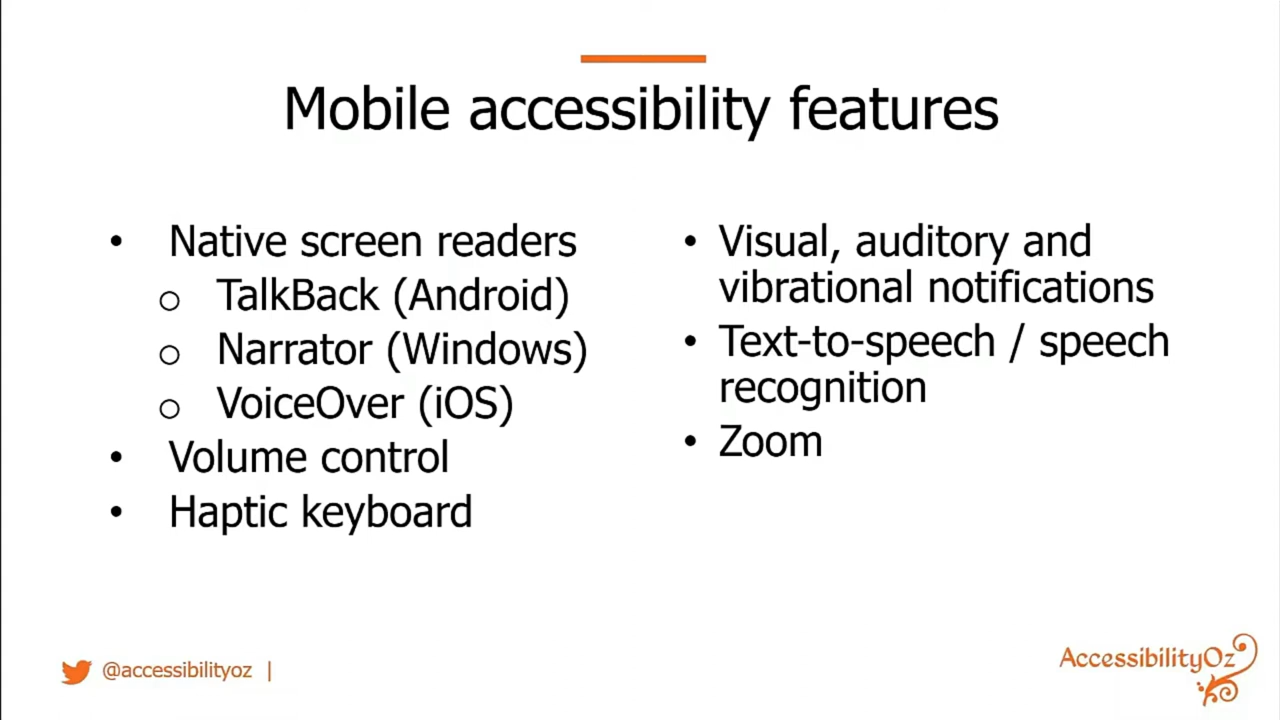 Mobile accessibility features
• Native screen readers
o TalkBack (Android)
o Narrator (Windows)
o VoiceOver (iOS)
• Volume control
• Haptic keyboard
• Visual, auditory and
vibrational notifications
• Text-to-speech / speech
recognition
• Zoom
@accessibilityoz |
AccessibilityOz